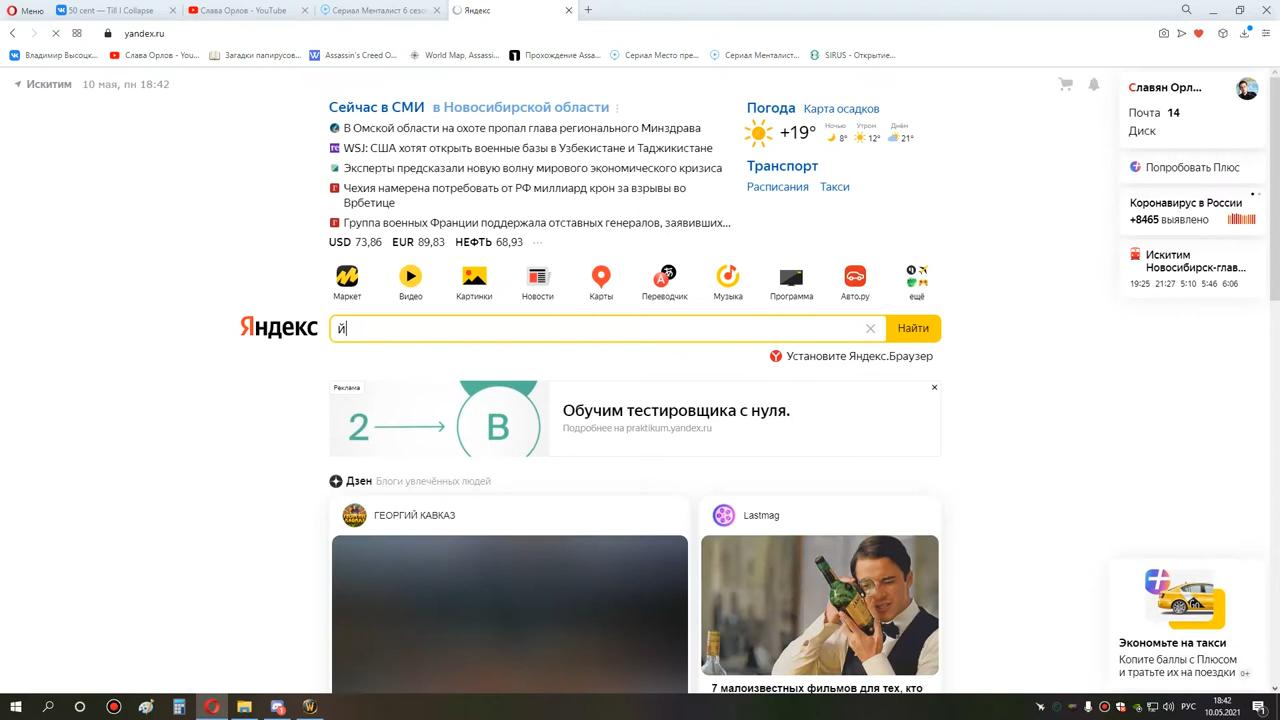 Меню
50 cent — Till I Collapse
Слава Орлов - YouTube
Сериал Менталист 6 сезо
Яндекс
yandex.ru
Владимир Высоцк...
Слава Орлов - You...
Загадки папирусов...
Assassin's Creed O...
World Map, Assassi...
Прохождение Assa...
Сериал Место пре...
Сериал Менталист...
SIRUS - Открытие...
Искитим 10 мая, пн 18:42
Сейчас в СМИ в Новосибирской области
В Омской области на охоте пропал глава регионального Минздрава
WSJ: США хотят открыть военные базы в Узбекистане и Таджикистане
Эксперты предсказали новую волну мирового экономического кризиса
Чехия намерена потребовать от РФ миллиард крон за взрывы во
Врбетице
Группа военных Франции поддержала отставных генералов, заявивших...
USD 73,86 EUR 89,83 НЕФТЬ 68,93 ...
Погода Карта осадков
+19°
Ночью
8°
Утром
12°
Днём
21°
Транспорт
Расписания Такси
Славян Орл...
Почта 14
Диск
Попробовать Плюс
Коронавирус в России
+8465 выявлено
Искитим
Новосибирск-глав...
19:25 21:27 5:10 5:46 6:06
Маркет
Видео
Картинки
Новости
Карты
Переводчик
Музыка
Программа
Авто.ру
ещё
Яндекс
й
Найти
Установите Яндекс.Браузер
Реклама
2
B
Обучим тестировщика с нуля.
Подробнее на praktikum.yandex.ru
Дзен Блоги увлечённых людей
ГЕОРГИЙ КАВКАЗ
Lastmag
7 малоизвестных фильмов для тех, кто
Go
Экономьте на такси
Копите баллы с Плюсом
и тратьте их на поездки 0+
РУС
18:42
10.05.2021